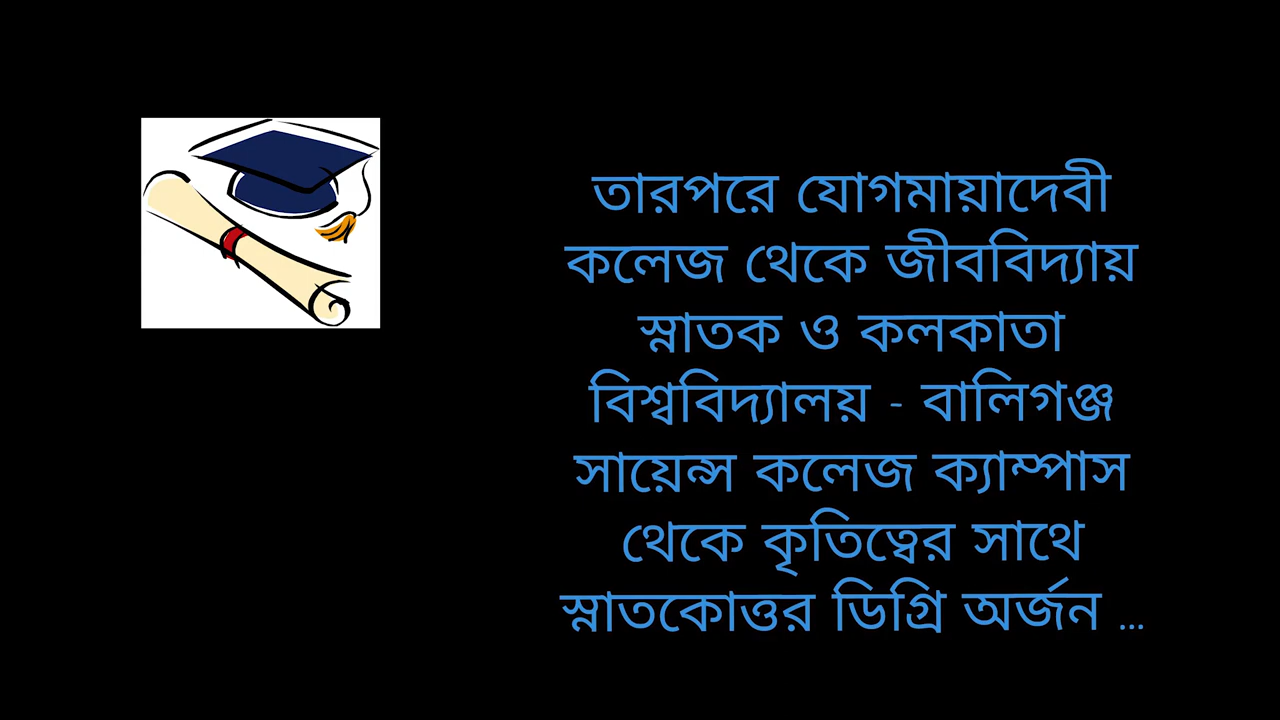 তারপরে যোগমায়াদেবী
কলেজ থেকে জীববিদ্যায়
স্নাতক ও কলকাতা
বিশ্ববিদ্যালয় - বালিগঞ্জ
সায়েন্স কলেজ ক্যাম্পাস
থেকে কৃতিত্বের সাথে
স্নাতকোত্তর ডিগ্রি অর্জন ...